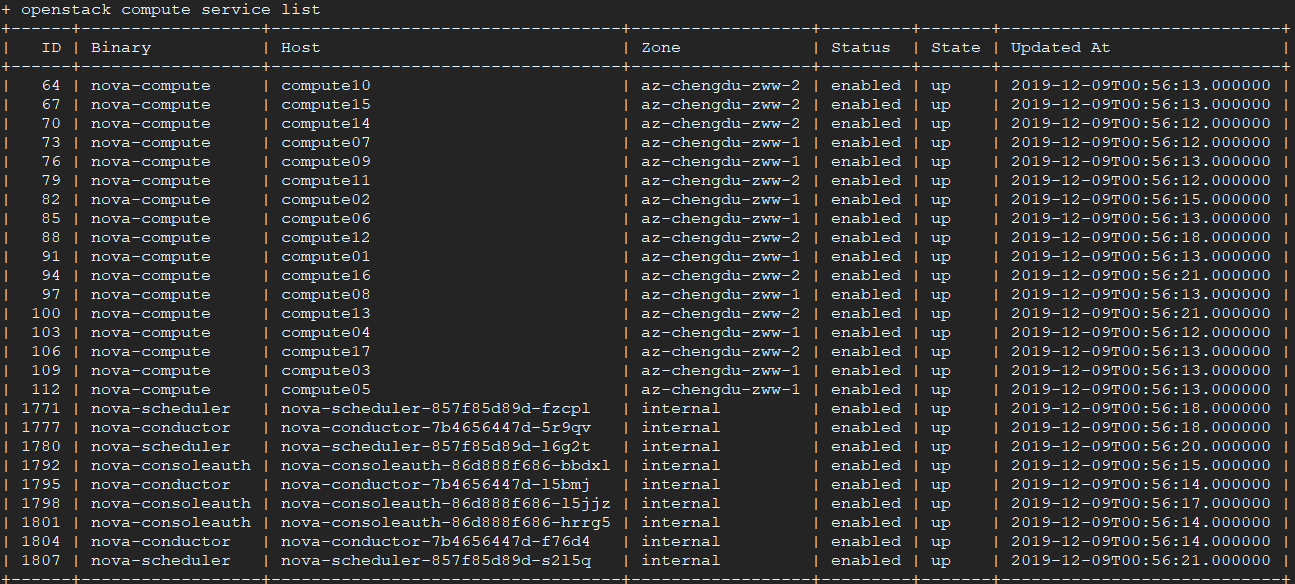 + openstack compute service list
+------+------------------+-----------------------------------+------------------+---------+-------+----------------------------+
|   ID | Binary           | Host                              | Zone             | Status  | State | Updated At                 |
+------+------------------+-----------------------------------+------------------+---------+-------+----------------------------+
|   64 | nova-compute     | compute10                         | az-chengdu-zww-2 | enabled | up    | 2019-12-09T00:56:13.000000 |
|   67 | nova-compute     | compute15                         | az-chengdu-zww-2 | enabled | up    | 2019-12-09T00:56:13.000000 |
|   70 | nova-compute     | compute14                         | az-chengdu-zww-2 | enabled | up    | 2019-12-09T00:56:12.000000 |
|   73 | nova-compute     | compute07                         | az-chengdu-zww-1 | enabled | up    | 2019-12-09T00:56:12.000000 |
|   76 | nova-compute     | compute09                         | az-chengdu-zww-1 | enabled | up    | 2019-12-09T00:56:13.000000 |
|   79 | nova-compute     | compute11                         | az-chengdu-zww-2 | enabled | up    | 2019-12-09T00:56:12.000000 |
|   82 | nova-compute     | compute02                         | az-chengdu-zww-1 | enabled | up    | 2019-12-09T00:56:15.000000 |
|   85 | nova-compute     | compute06                         | az-chengdu-zww-1 | enabled | up    | 2019-12-09T00:56:13.000000 |
|   88 | nova-compute     | compute12                         | az-chengdu-zww-2 | enabled | up    | 2019-12-09T00:56:18.000000 |
|   91 | nova-compute     | compute01                         | az-chengdu-zww-1 | enabled | up    | 2019-12-09T00:56:13.000000 |
|   94 | nova-compute     | compute16                         | az-chengdu-zww-2 | enabled | up    | 2019-12-09T00:56:21.000000 |
|   97 | nova-compute     | compute08                         | az-chengdu-zww-1 | enabled | up    | 2019-12-09T00:56:13.000000 |
|  100 | nova-compute     | compute13                         | az-chengdu-zww-2 | enabled | up    | 2019-12-09T00:56:21.000000 |
|  103 | nova-compute     | compute04                         | az-chengdu-zww-1 | enabled | up    | 2019-12-09T00:56:12.000000 |
|  106 | nova-compute     | compute17                         | az-chengdu-zww-2 | enabled | up    | 2019-12-09T00:56:13.000000 |
|  109 | nova-compute     | compute03                         | az-chengdu-zww-1 | enabled | up    | 2019-12-09T00:56:13.000000 |
|  112 | nova-compute     | compute05                         | az-chengdu-zww-1 | enabled | up    | 2019-12-09T00:56:13.000000 |
| 1771 | nova-scheduler   | nova-scheduler-857f85d89d-fzcpl   | internal         | enabled | up    | 2019-12-09T00:56:18.000000 |
| 1777 | nova-conductor   | nova-conductor-7b4656447d-5r9qv   | internal         | enabled | up    | 2019-12-09T00:56:18.000000 |
| 1780 | nova-scheduler   | nova-scheduler-857f85d89d-l6g2t   | internal         | enabled | up    | 2019-12-09T00:56:20.000000 |
| 1792 | nova-consoleauth | nova-consoleauth-86d888f686-bbdxl | internal         | enabled | up    | 2019-12-09T00:56:15.000000 |
| 1795 | nova-conductor   | nova-conductor-7b4656447d-l5bmj   | internal         | enabled | up    | 2019-12-09T00:56:14.000000 |
| 1798 | nova-consoleauth | nova-consoleauth-86d888f686-l5jjz | internal         | enabled | up    | 2019-12-09T00:56:17.000000 |
| 1801 | nova-consoleauth | nova-consoleauth-86d888f686-hrrg5 | internal         | enabled | up    | 2019-12-09T00:56:14.000000 |
| 1804 | nova-conductor   | nova-conductor-7b4656447d-f76d4   | internal         | enabled | up    | 2019-12-09T00:56:14.000000 |
| 1807 | nova-scheduler   | nova-scheduler-857f85d89d-s2l5q   | internal         | enabled | up    | 2019-12-09T00:56:21.000000 |
+------+------------------+-----------------------------------+------------------+---------+-------+----------------------------+